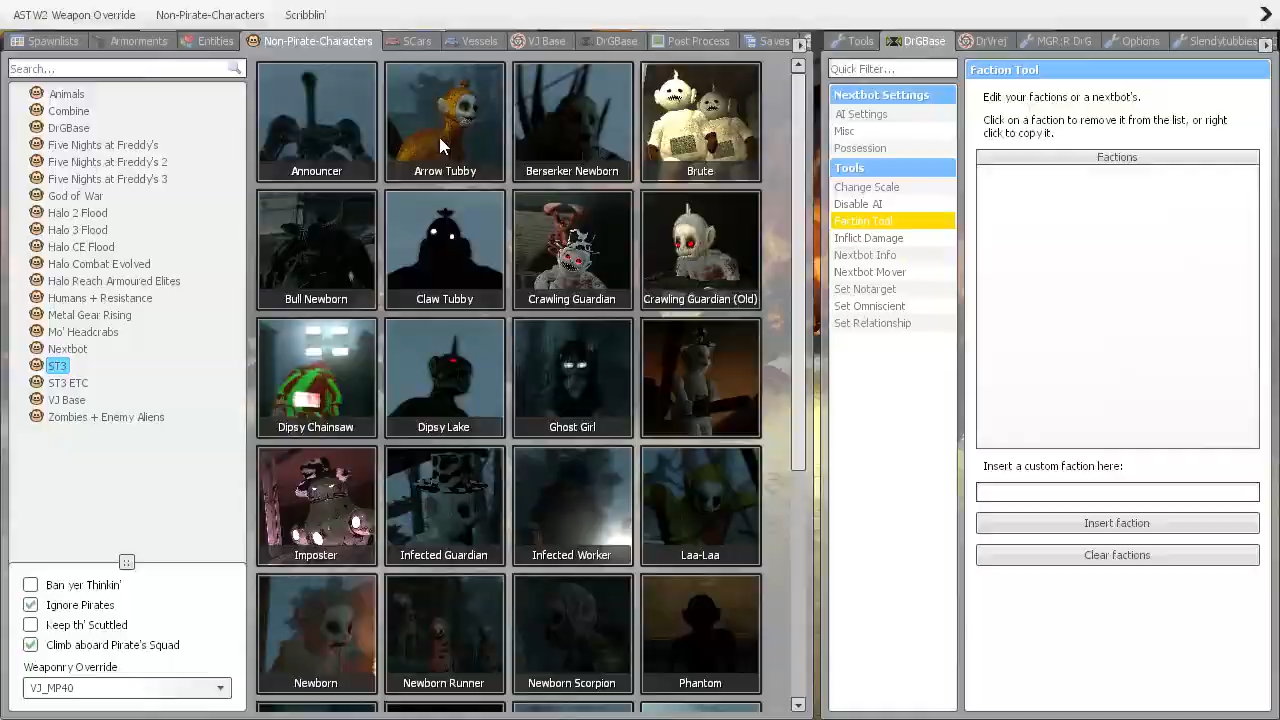 ASTW2 Weapon Override Non-Pirate-Characters Scribblin'
Spawnlists Armorments Entities Non-Pirate-Characters SCars Vessels VJ Base DrGBase Post Process Saves
Tools DrGBase DrVrej MGR:R DrG Options Slendytubbies
Search...
Animals
Combine
DrGBase
Five Nights at Freddy's
Five Nights at Freddy's 2
Five Nights at Freddy's 3
God of War
Halo 2 Flood
Halo 3 Flood
Halo CE Flood
Halo Combat Evolved
Halo Reach Armoured Elites
Humans + Resistance
Metal Gear Rising
Mo' Headcrabs
Nextbot
ST3
ST3 ETC
VJ Base
Zombies + Enemy Aliens
Ban yer Thinkin'
Ignore Pirates
Keep th' Scuttled
Climb aboard Pirate's Squad
Weaponry Override
VJ_MP40
Announcer Arrow Tubby Berserker Newborn Brute
Bull Newborn Claw Tubby Crawling Guardian Crawling Guardian (Old)
Dipsy Chainsaw Dipsy Lake Ghost Girl
Imposter Infected Guardian Infected Worker Laa-Laa
Newborn Newborn Runner Newborn Scorpion Phantom
Quick Filter...
Nextbot Settings
AI Settings
Misc
Possession
Tools
Change Scale
Disable AI
Faction Tool
Inflict Damage
Nextbot Info
Nextbot Mover
Set Notarget
Set Omniscient
Set Relationship
Faction Tool
Edit your factions or a nextbot's.
Click on a faction to remove it from the list, or right
click to copy it.
Factions
Insert a custom faction here:
Insert faction
Clear factions